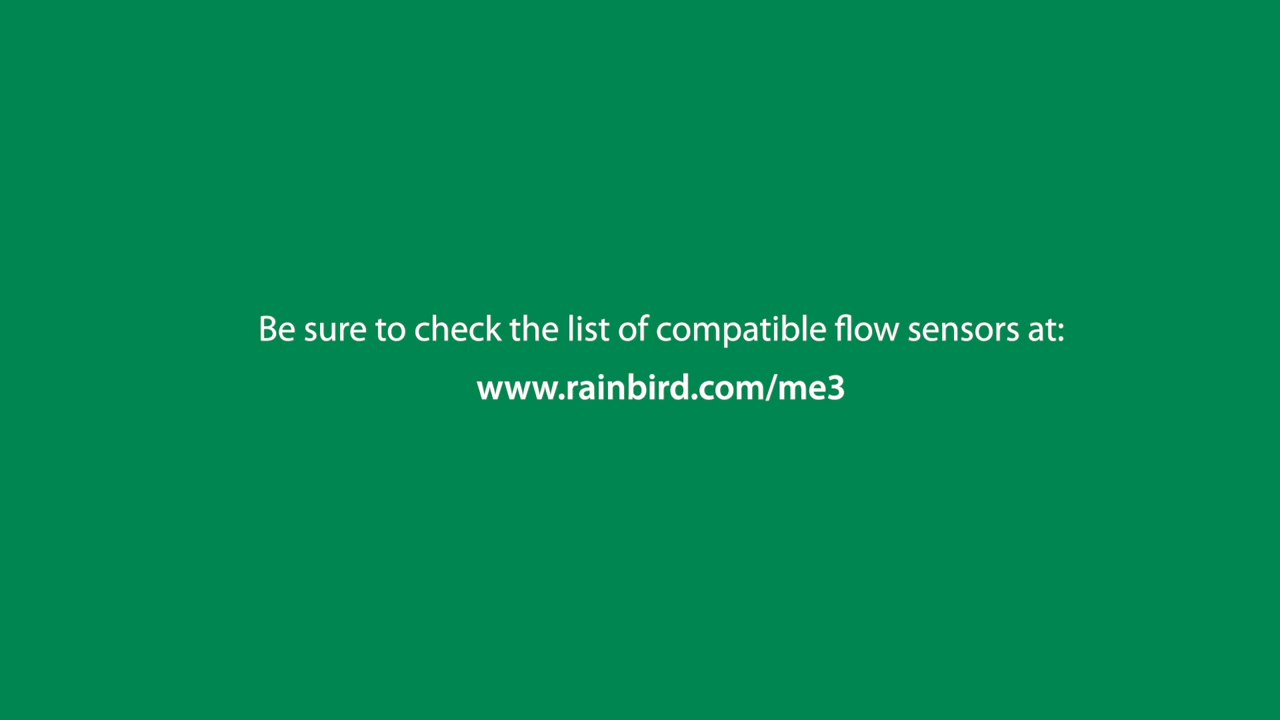 Be sure to check the list of compatible flow sensors at:
www.rainbird.com/me3